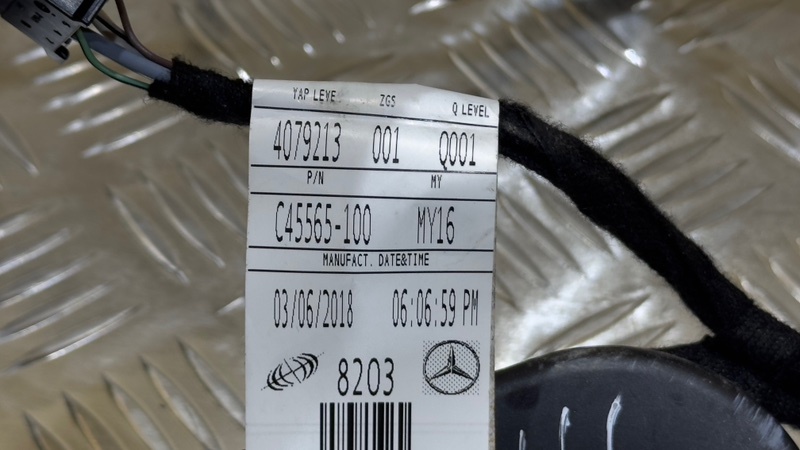 YAP LEVE ZGS Q LEVEL
4079213 001 Q001
P/N MY
C45565-100 MY16
MANUFACT. DATE&TIME
03/06/2018 06:06:59 PM
8203